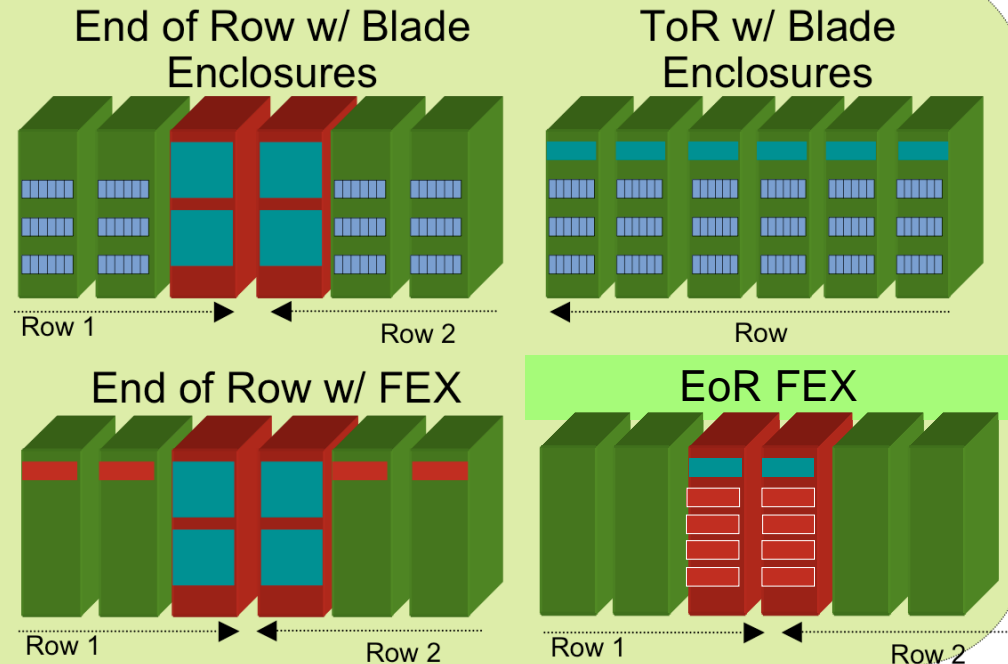 End of Row w/ Blade
Enclosures
ToR w/ Blade
Enclosures
Row 1
Row 2
Row
End of Row w/ FEX
EoR FEX
Row 1
Row 2
Row 1
Row 2